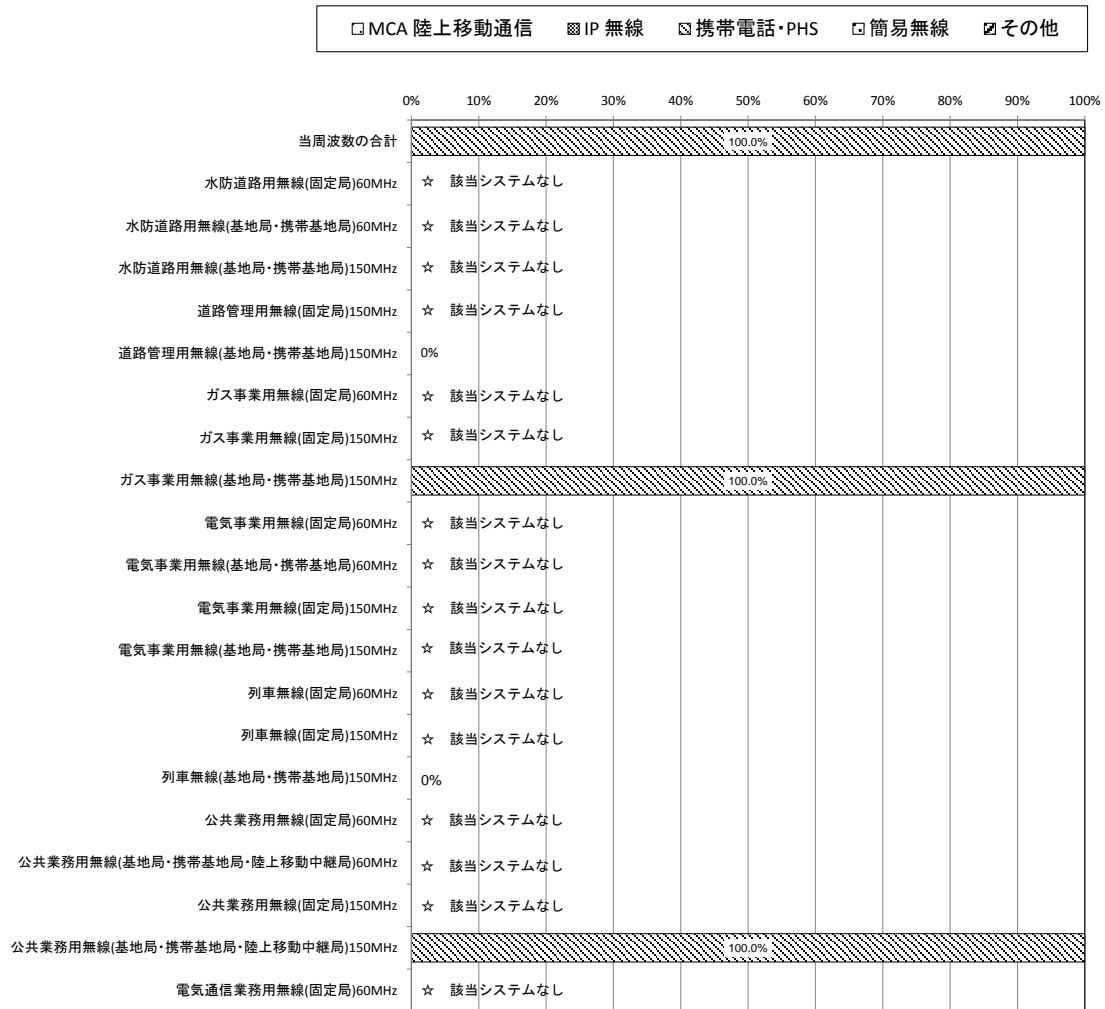 MCA 陸上移動通信 IP 無線 携帯電話・PHS 簡易無線 その他
0% 10% 20% 30% 40% 50% 60% 70% 80% 90% 100%
当周波数の合計 100.0%
水防道路用無線(固定局)60MHz ☆ 該当システムなし
水防道路用無線(基地局・携帯基地局)60MHz ☆ 該当システムなし
水防道路用無線(基地局・携帯基地局)150MHz ☆ 該当システムなし
道路管理用無線(固定局)150MHz ☆ 該当システムなし
道路管理用無線(基地局・携帯基地局)150MHz 0%
ガス事業用無線(固定局)60MHz ☆ 該当システムなし
ガス事業用無線(固定局)150MHz ☆ 該当システムなし
ガス事業用無線(基地局・携帯基地局)150MHz 100.0%
電気事業用無線(固定局)60MHz ☆ 該当システムなし
電気事業用無線(基地局・携帯基地局)60MHz ☆ 該当システムなし
電気事業用無線(固定局)150MHz ☆ 該当システムなし
電気事業用無線(基地局・携帯基地局)150MHz ☆ 該当システムなし
列車無線(固定局)60MHz ☆ 該当システムなし
列車無線(固定局)150MHz ☆ 該当システムなし
列車無線(基地局・携帯基地局)150MHz 0%
公共業務用無線(固定局)60MHz ☆ 該当システムなし
公共業務用無線(基地局・携帯基地局・陸上移動中継局)60MHz ☆ 該当システムなし
公共業務用無線(固定局)150MHz ☆ 該当システムなし
公共業務用無線(基地局・携帯基地局・陸上移動中継局)150MHz 100.0%
電気通信業務用無線(固定局)60MHz ☆ 該当システムなし